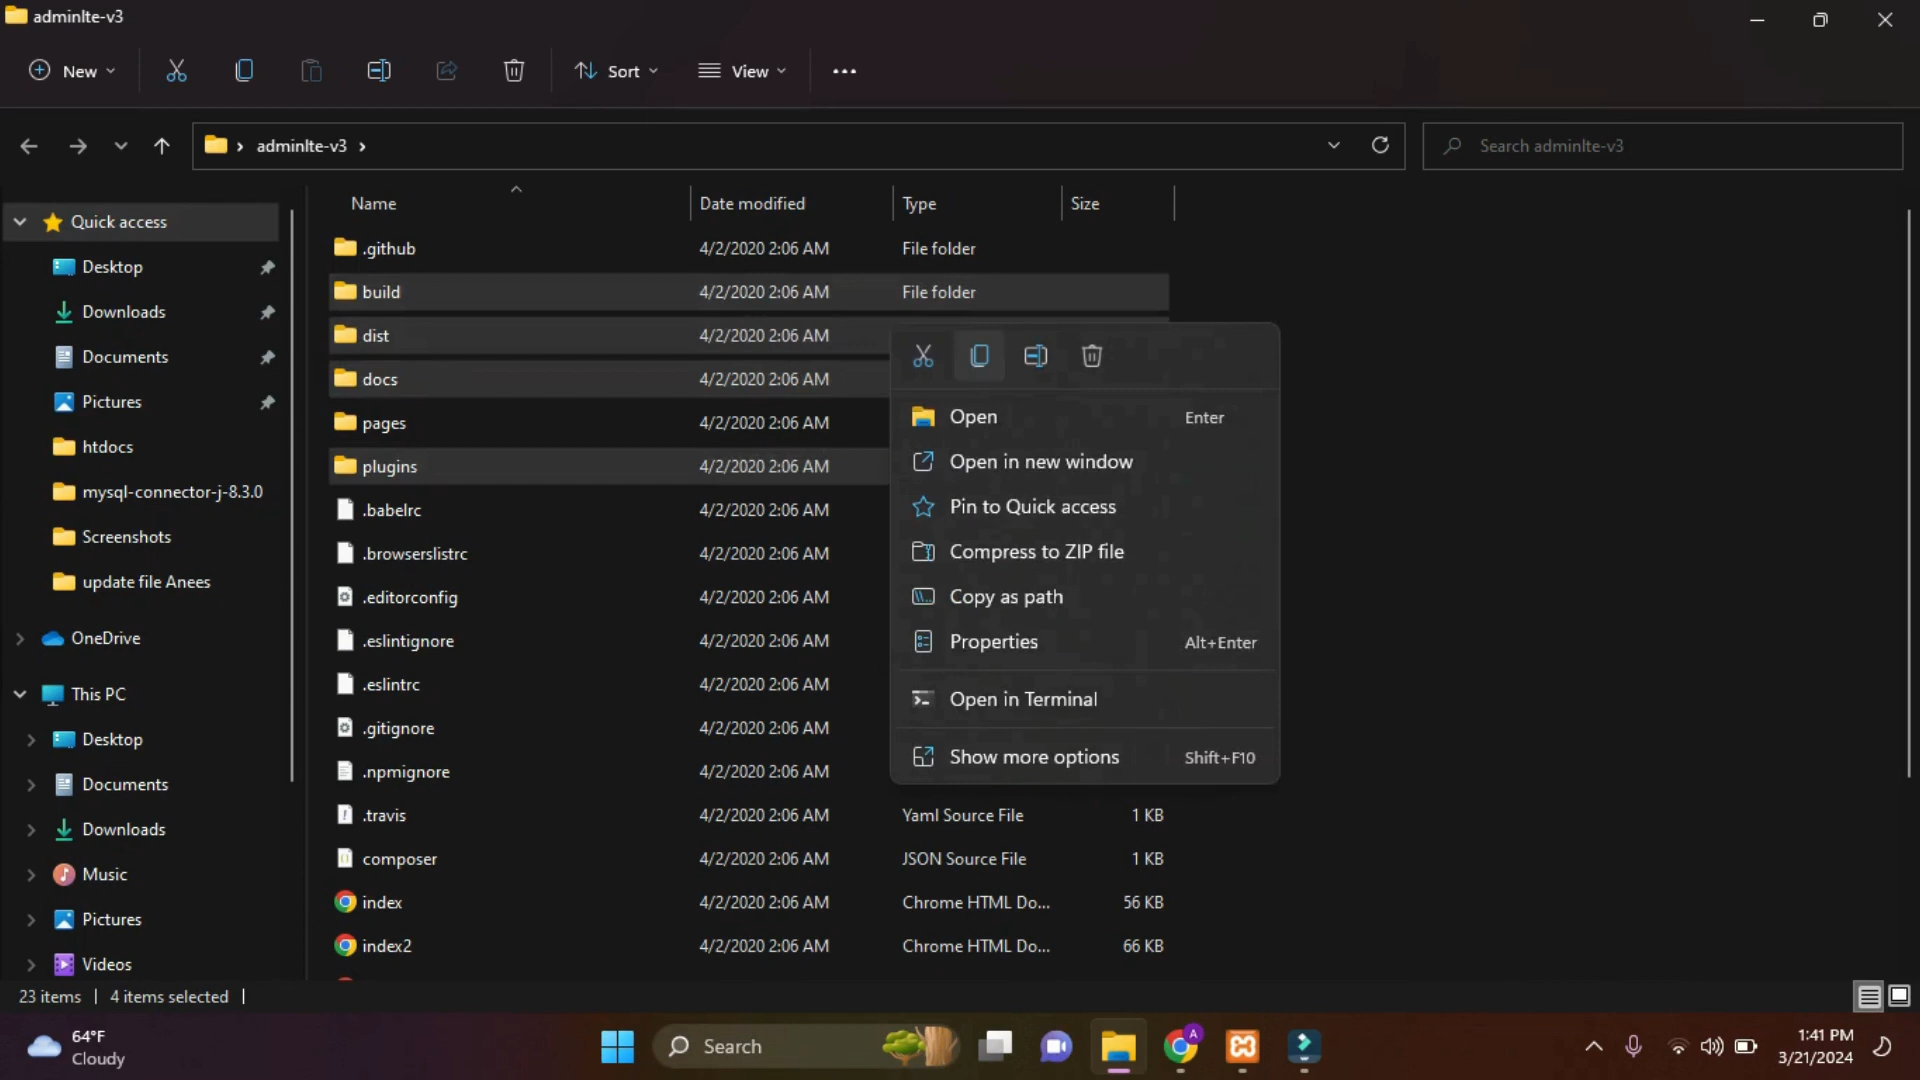 adminlte-v3
New
Sort
View
adminlte-v3
Search adminlte-v3
Name
Date modified
Type
Size
Quick access
Desktop
Downloads
Documents
Pictures
htdocs
mysql-connector-j-8.3.0
Screenshots
update file Anees
OneDrive
This PC
Desktop
Documents
Downloads
Music
Pictures
Videos
.github 4/2/2020 2:06 AM File folder
build 4/2/2020 2:06 AM File folder
dist 4/2/2020 2:06 AM
docs 4/2/2020 2:06 AM
pages 4/2/2020 2:06 AM
plugins 4/2/2020 2:06 AM
.babelrc 4/2/2020 2:06 AM
.browserslistrc 4/2/2020 2:06 AM
.editorconfig 4/2/2020 2:06 AM
.eslintignore 4/2/2020 2:06 AM
.eslintrc 4/2/2020 2:06 AM
.gitignore 4/2/2020 2:06 AM
.npmignore 4/2/2020 2:06 AM
.travis 4/2/2020 2:06 AM Yaml Source File 1 KB
composer 4/2/2020 2:06 AM JSON Source File 1 KB
index 4/2/2020 2:06 AM Chrome HTML Do... 56 KB
index2 4/2/2020 2:06 AM Chrome HTML Do... 66 KB
Open Enter
Open in new window
Pin to Quick access
Compress to ZIP file
Copy as path
Properties Alt+Enter
Open in Terminal
Show more options Shift+F10
23 items
4 items selected
64°F
Cloudy
Search
A
1:41 PM
3/21/2024